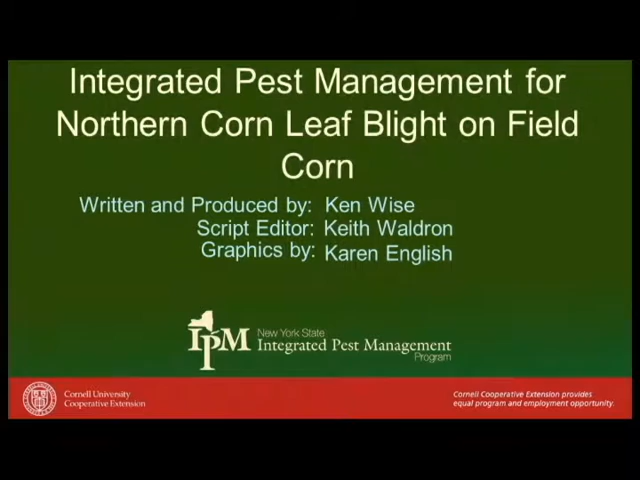 Integrated Pest Management for
Northern Corn Leaf Blight on Field
Corn
Written and Produced by: Ken Wise
Script Editor: Keith Waldron
Graphics by: Karen English
IPM
New York State
Integrated Pest Management
Program
Cornell University
Cooperative Extension
Cornell Cooperative Extension provides
equal program and employment opportunity.